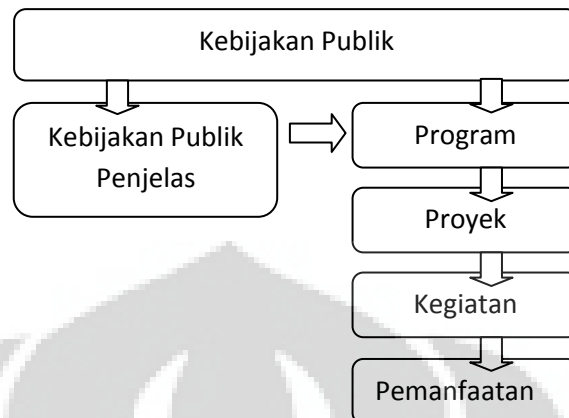 Kebijakan Publik
Kebijakan Publik
Penjelas
Program
Proyek
Kegiatan
Pemanfaatan